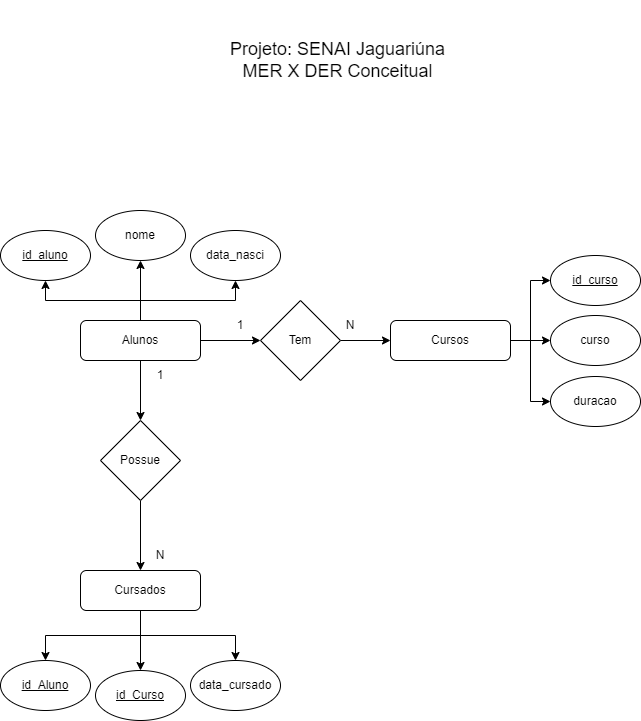 Projeto: SENAI Jaguariúna
MER X DER Conceitual
nome
id_aluno
data_nasci
id_curso
1
N
Alunos
Tem
Cursos
curso
1
duracao
Possue
N
Cursados
id_Aluno
id_Curso
data_cursado